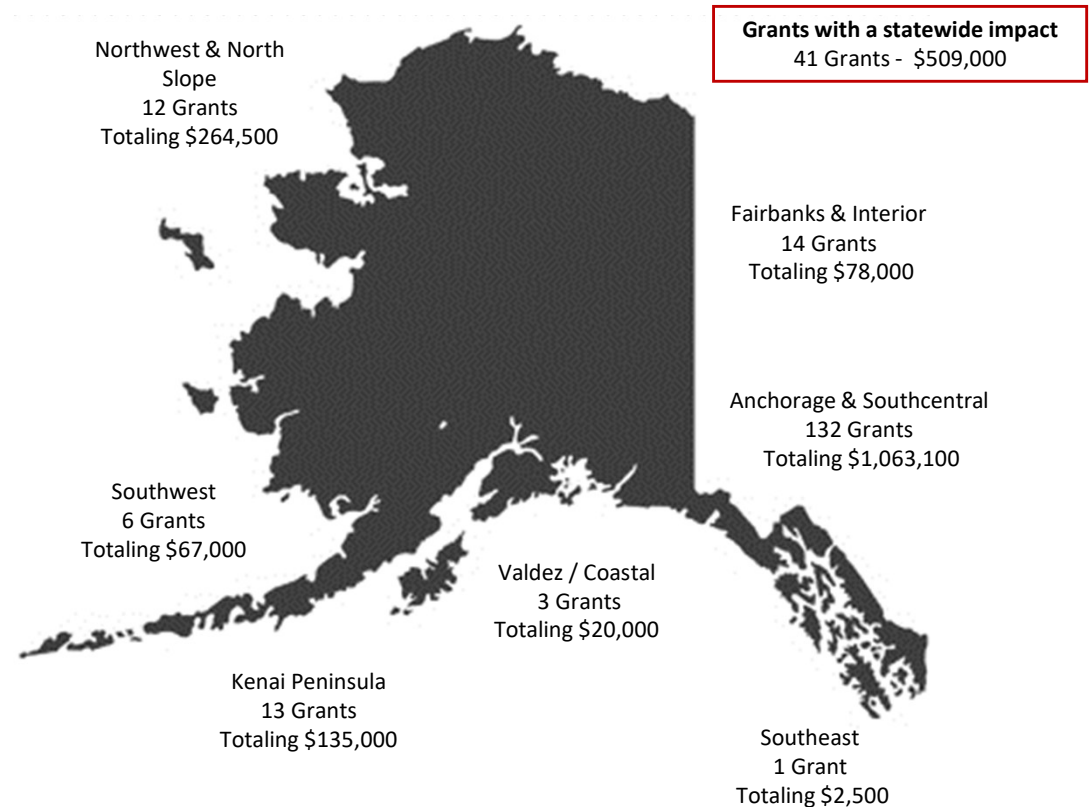 Grants with a statewide impact
41 Grants - $509,000
Northwest & North
Slope
12 Grants
Totaling $264,500
Fairbanks & Interior
14 Grants
Totaling $78,000
Anchorage & Southcentral
132 Grants
Totaling $1,063,100
Southwest
6 Grants
Totaling $67,000
Valdez / Coastal
3 Grants
Totaling $20,000
Kenai Peninsula
13 Grants
Totaling $135,000
Southeast
1 Grant
Totaling $2,500